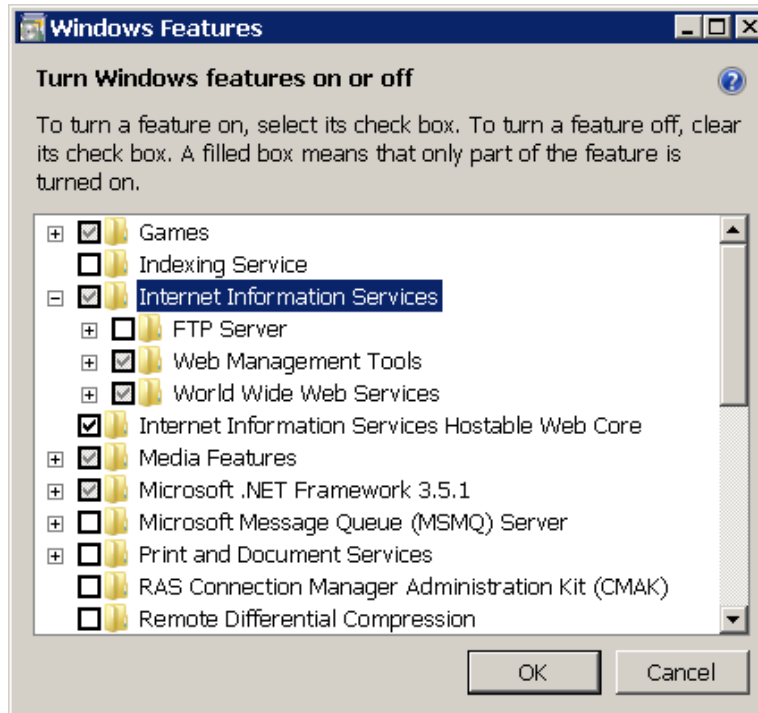 Windows Features
Turn Windows features on or off
To turn a feature on, select its check box. To turn a feature off, clear
its check box. A filled box means that only part of the feature is
turned on.
Games
Indexing Service
Internet Information Services
FTP Server
Web Management Tools
World Wide Web Services
Internet Information Services Hostable Web Core
Media Features
Microsoft .NET Framework 3.5.1
Microsoft Message Queue (MSMQ) Server
Print and Document Services
RAS Connection Manager Administration Kit (CMAK)
Remote Differential Compression
OK Cancel